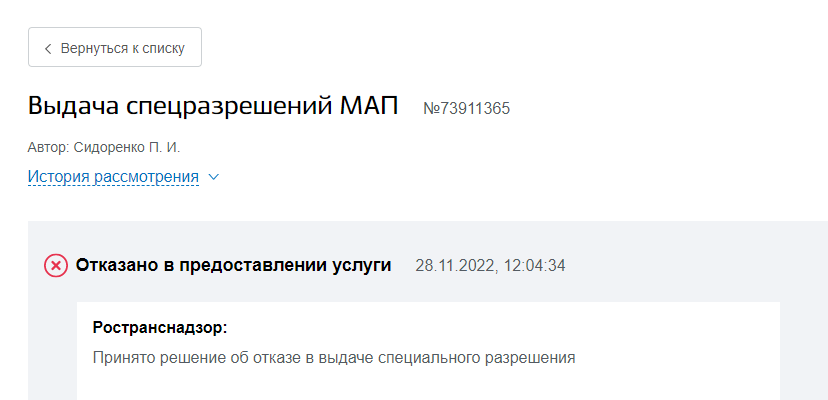 Вернуться к списку
Выдача спецразрешений МАП №73911365
Автор: Сидоренко П. И.
История рассмотрения
Отказано в предоставлении услуги 28.11.2022, 12:04:34
Ространснадзор:
Принято решение об отказе в выдаче специального разрешения